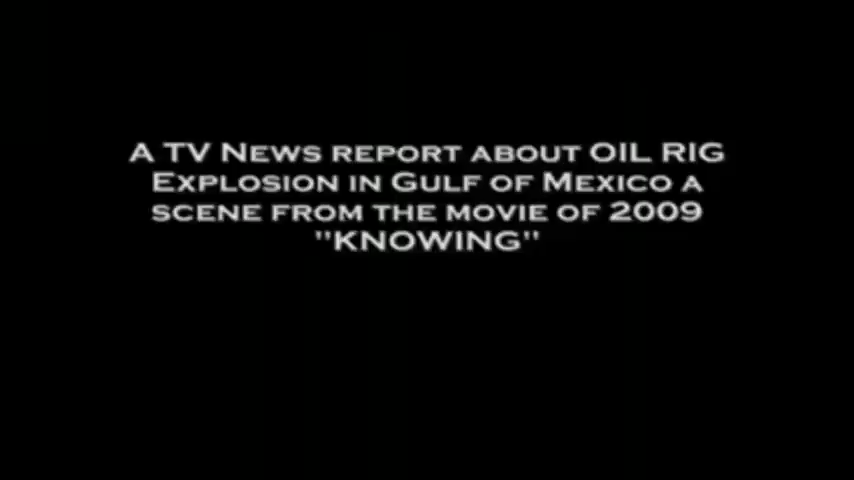 A TV News report about OIL RIG
Explosion in Gulf of Mexico a
scene from the movie of 2009
"KNOWING"